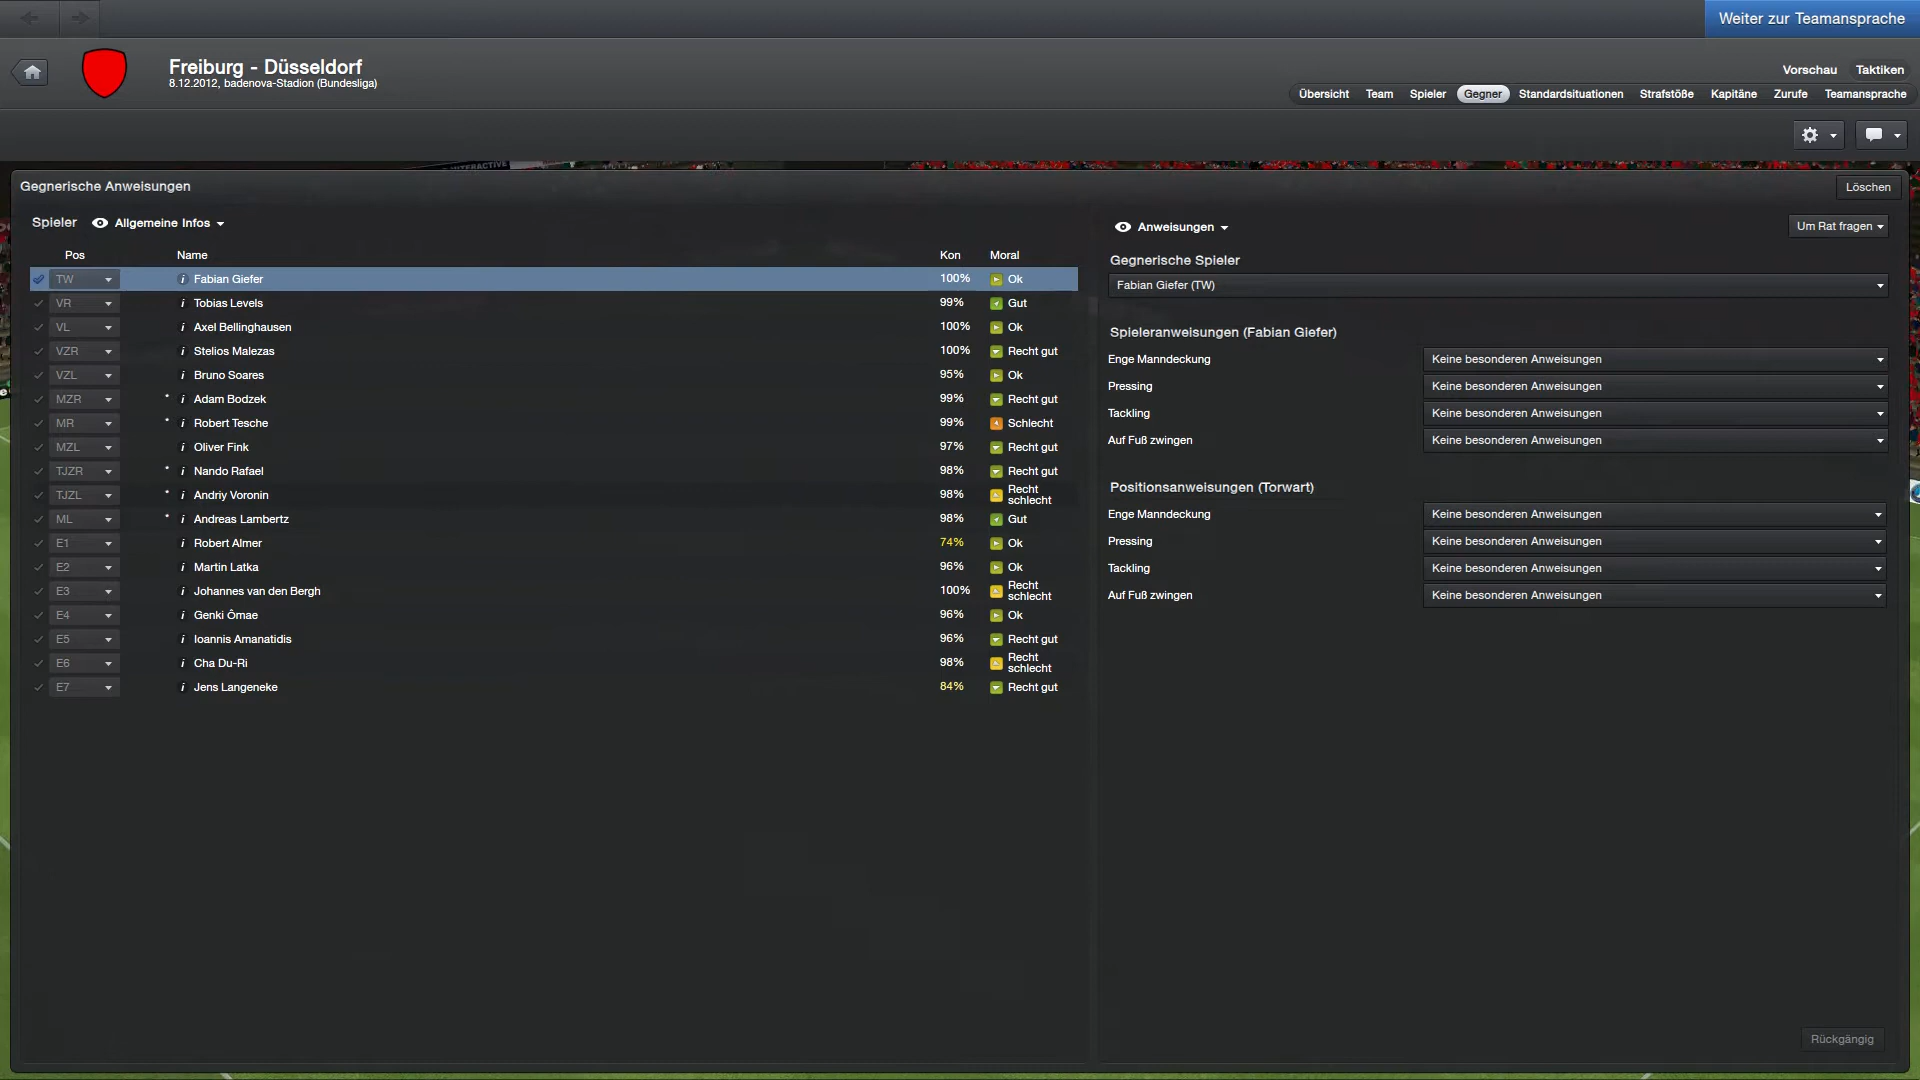 Weiter zur Teamansprache
Freiburg - Düsseldorf
8.12.2012, badenova-Stadion (Bundesliga)
Vorschau Taktiken
Übersicht Team Spieler Gegner Standardsituationen Strafstöße Kapitäne Zurufe Teamansprache
Gegnerische Anweisungen
Löschen
Spieler Allgemeine Infos
Pos Name Kon Moral
TW i Fabian Giefer 100% Ok
VR i Tobias Levels 99% Gut
VL i Axel Bellinghausen 100% Ok
VZR i Stelios Malezas 100% Recht gut
VZL i Bruno Soares 95% Ok
MZR * i Adam Bodzek 99% Recht gut
MR * i Robert Tesche 99% Schlecht
MZL i Oliver Fink 97% Recht gut
TJZR * i Nando Rafael 98% Recht gut
TJZL * i Andriy Voronin 98% Recht schlecht
ML * i Andreas Lambertz 98% Gut
E1 i Robert Almer 74% Ok
E2 i Martin Latka 96% Ok
E3 i Johannes van den Bergh 100% Recht schlecht
E4 i Genki Ômae 96% Ok
E5 i Ioannis Amanatidis 96% Recht gut
E6 i Cha Du-Ri 98% Recht schlecht
E7 i Jens Langeneke 84% Recht gut
Anweisungen
Um Rat fragen
Gegnerische Spieler
Fabian Giefer (TW)
Spieleranweisungen (Fabian Giefer)
Enge Manndeckung Keine besonderen Anweisungen
Pressing Keine besonderen Anweisungen
Tackling Keine besonderen Anweisungen
Auf Fuß zwingen Keine besonderen Anweisungen
Positionsanweisungen (Torwart)
Enge Manndeckung Keine besonderen Anweisungen
Pressing Keine besonderen Anweisungen
Tackling Keine besonderen Anweisungen
Auf Fuß zwingen Keine besonderen Anweisungen
Rückgängig